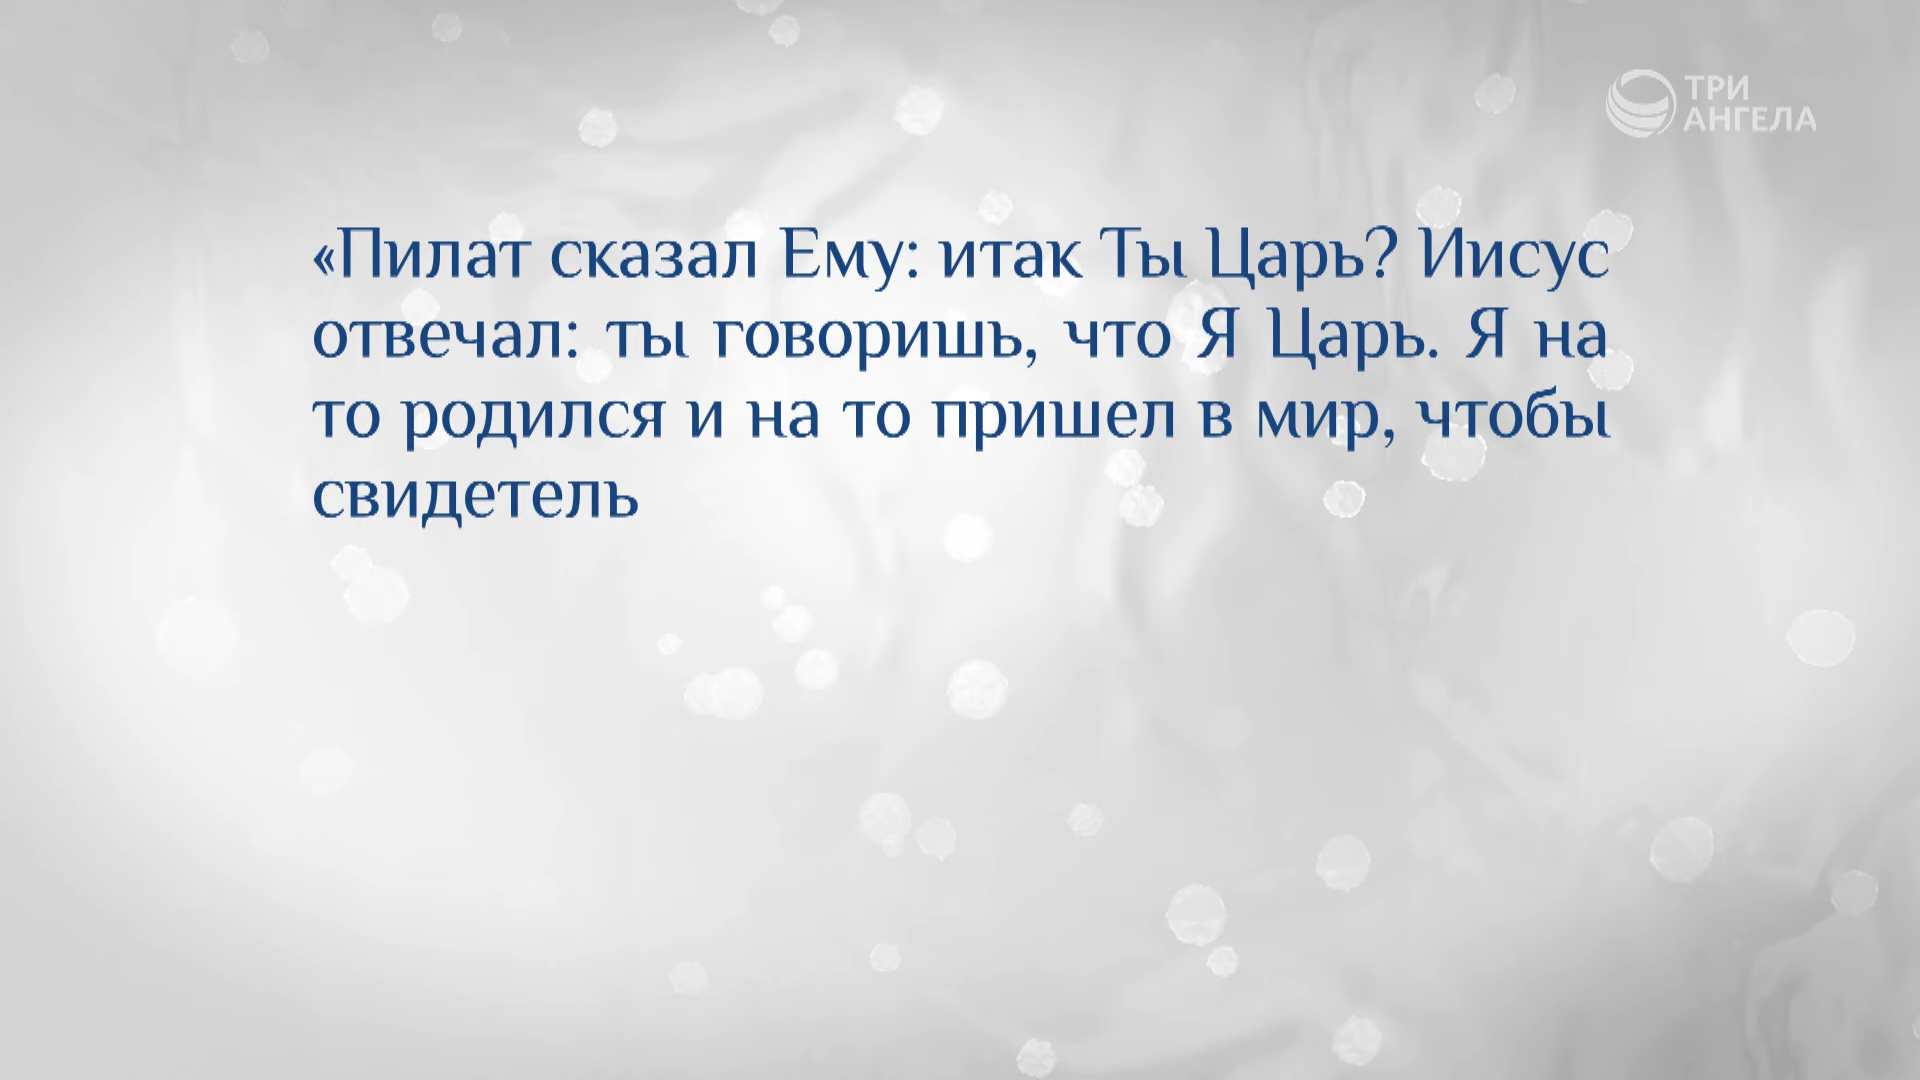 ТРИ
АНГЕЛА
«Пилат сказал Ему: итак Ты Царь? Иисус
отвечал: ты говоришь, что Я Царь. Я на
то родился и на то пришел в мир, чтобы
свидетель